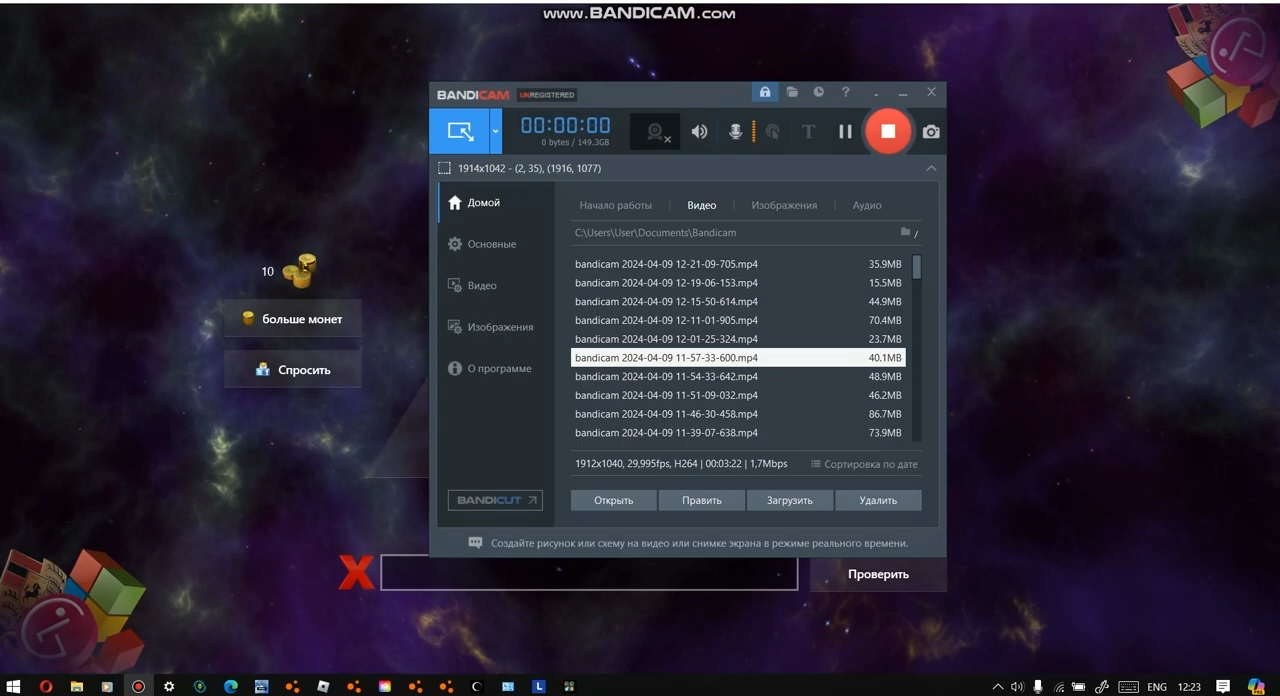 www.BANDICAM.com
BANDICAM UNREGISTERED
00:00:00
0 bytes / 149.3GB
1914x1042 - (2, 35), (1916, 1077)
Домой
Основные
Видео
Изображения
О программе
BANDICUT
Начало работы
Видео
Изображения
Аудио
C:\Users\User\Documents\Bandicam
bandicam 2024-04-09 12-21-09-705.mp4 35.9MB
bandicam 2024-04-09 12-19-06-153.mp4 15.5MB
bandicam 2024-04-09 12-15-50-614.mp4 44.9MB
bandicam 2024-04-09 12-11-01-905.mp4 70.4MB
bandicam 2024-04-09 12-01-25-324.mp4 23.7MB
bandicam 2024-04-09 11-57-33-600.mp4 40.1MB
bandicam 2024-04-09 11-54-33-642.mp4 48.9MB
bandicam 2024-04-09 11-51-09-032.mp4 46.2MB
bandicam 2024-04-09 11-46-30-458.mp4 86.7MB
bandicam 2024-04-09 11-39-07-638.mp4 73.9MB
1912x1040, 29,995fps, H264 | 00:03:22 | 1,7Mbps
Сортировка по дате
Открыть
Править
Загрузить
Удалить
Создайте рисунок или схему на видео или снимке экрана в режиме реального времени.
10
больше монет
Спросить
X
Проверить
ENG 12:23